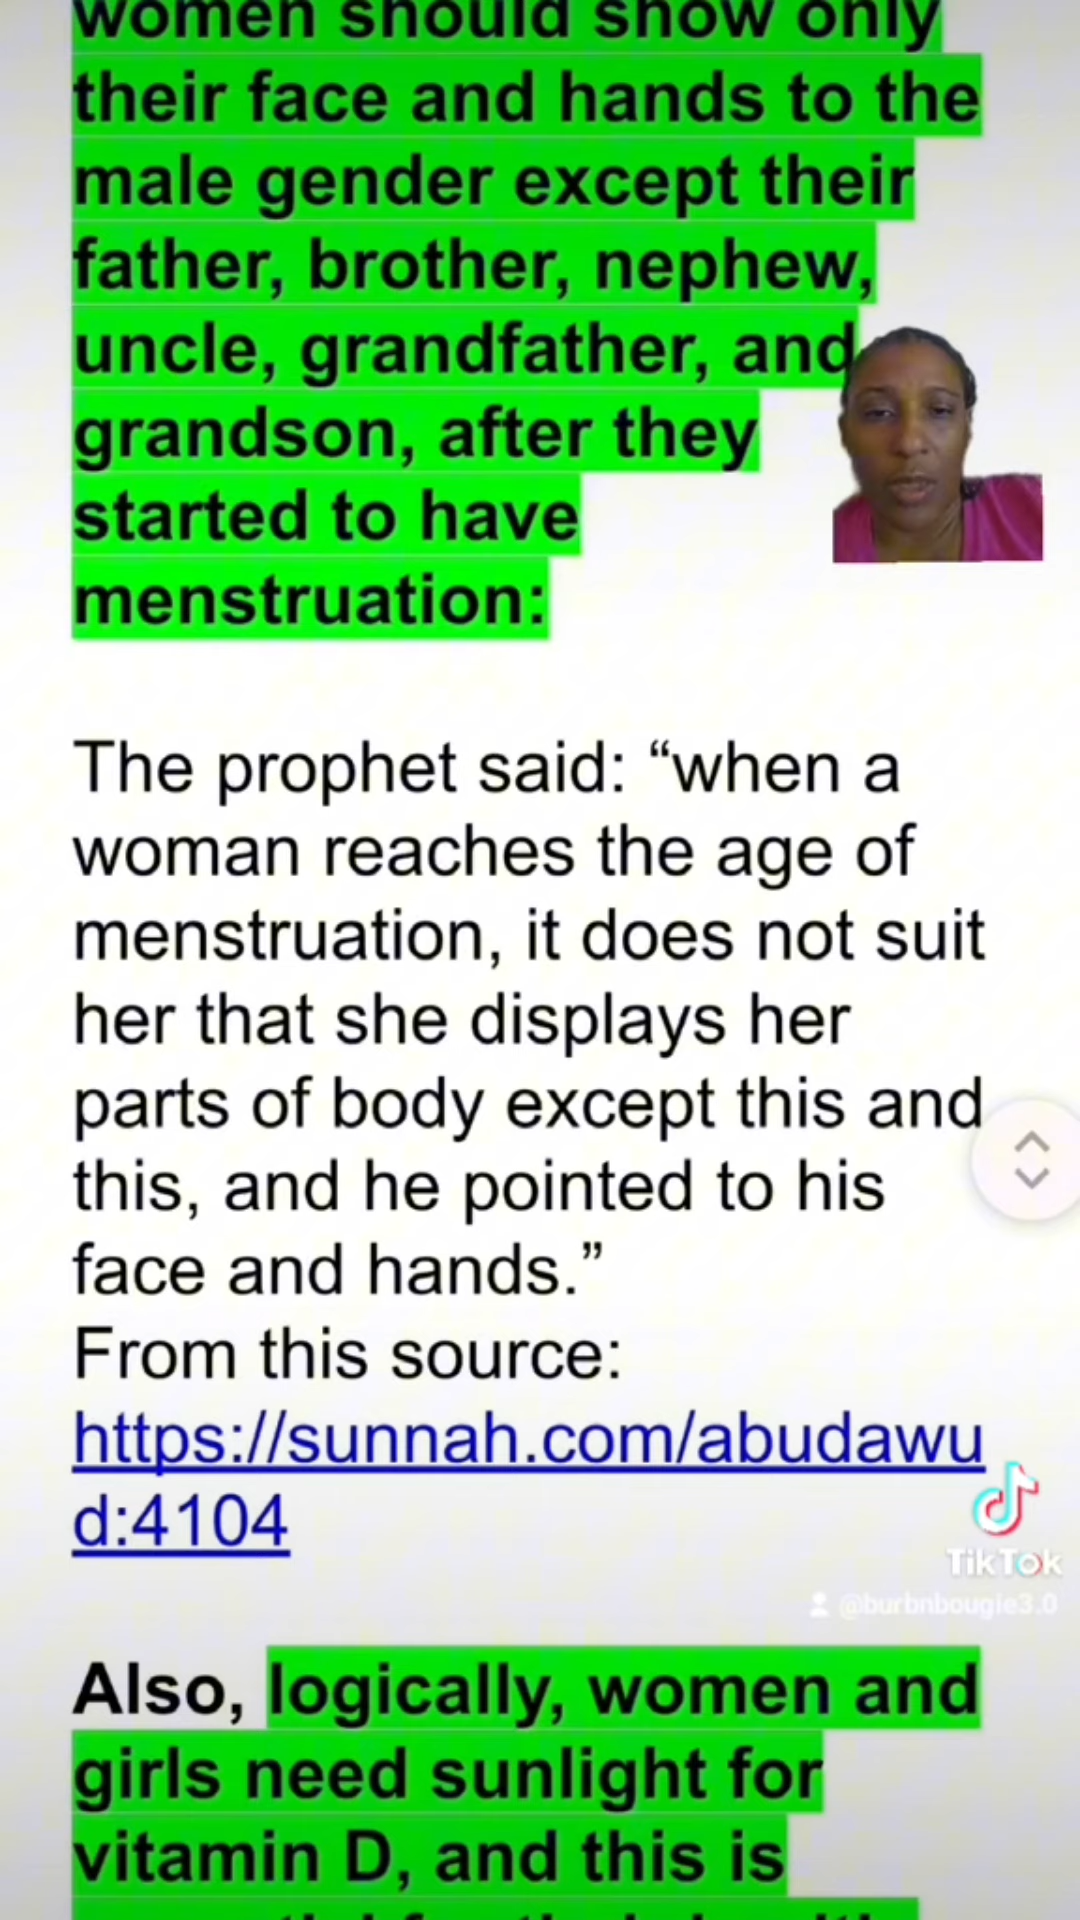 women should show only
their face and hands to the
male gender except their
father, brother, nephew,
uncle, grandfather, and
grandson, after they
started to have
menstruation:
The prophet said: “when a
woman reaches the age of
menstruation, it does not suit
her that she displays her
parts of body except this and
this, and he pointed to his
face and hands.”
From this source:
https://sunnah.com/abudawu
d:4104
TikTok
@burbnbougie3.0
Also, logically, women and
girls need sunlight for
vitamin D, and this is